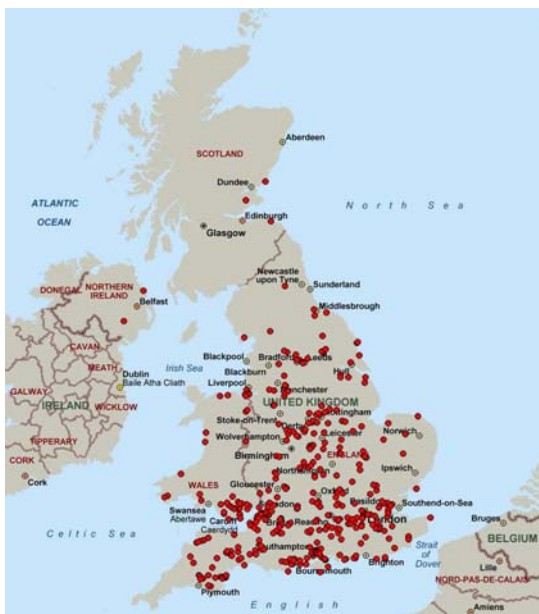 Aberdeen
SCOTLAND
Dundee
ATLANTIC
OCEAN
North Sea
Edinburgh
Glasgow
Newcastle
upon Tyne
Sunderland
DONEGAL
NORTHERN
IRELAND
Belfast
Middlesbrough
CAVAN
Irish Sea
Blackpool
Bradford
Leeds
Hull
MEATH
Dublin
Baile Atha Cliath
Blackburn
Liverpool
Manchester
GALWAY
IRELAND
WICKLOW
UNITED KINGDOM
Stoke-on-Trent
Derby
Nottingham
Norwich
TIPPERARY
Wolverhampton
Leicester
CORK
Birmingham
ENGLAND
Cork
Northampton
Ipswich
WALES
Gloucester
Oxford
Basildon
Southend-on-Sea
Swansea
Abertawe
Caerdydd
Reading
London
Bruges
Celtic Sea
BELGIUM
Strait
of Dover
Brighton
Lille
Bournemouth
NORD-PAS-DE-CALAIS
Plymouth
English
Amiens